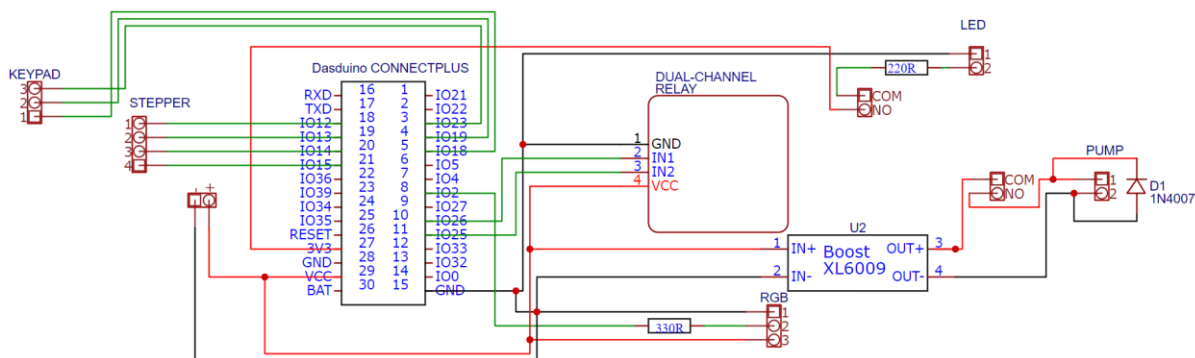 LED
1
2
220R
KEYPAD
3
2
1
STEPPER
1
2
3
4
Dasduino CONNECTPLUS
RXD 16 1 IO21
TXD 17 2 IO22
IO12 18 3 IO23
IO13 19 4 IO19
IO14 20 5 IO18
IO15 21 6 IO5
IO36 22 7 IO4
IO39 23 8 IO2
IO34 24 9 IO27
IO35 25 10 IO26
RESET 26 11 IO25
3V3 27 12 IO33
GND 28 13 IO32
VCC 29 14 IO0
BAT 30 15 GND
- +
DUAL-CHANNEL
RELAY
1 GND
2 IN1
3 IN2
4 VCC
COM
NO
PUMP
COM
NO
1
2
D1
1N4007
U2
1 IN+ Boost OUT+ 3
2 IN- XL6009 OUT- 4
RGB
1
2
3
330R